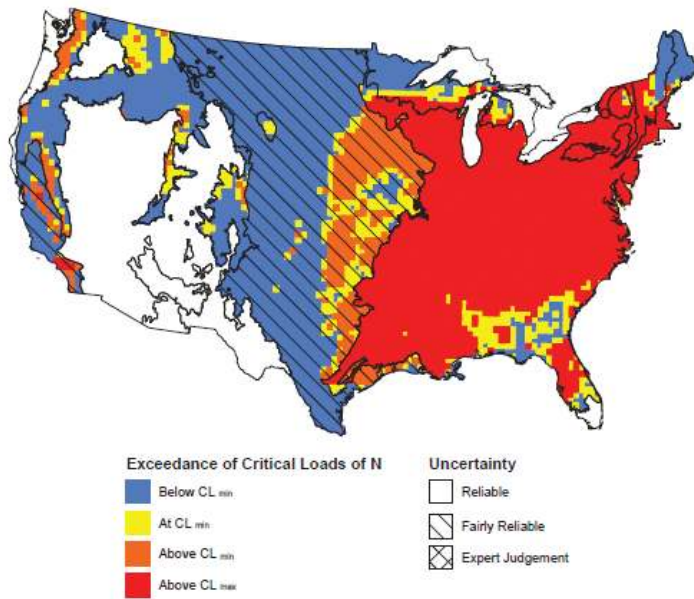 Exceedance of Critical Loads of N
Below CL min
At CL min
Above CL min
Above CL max
Uncertainty
Reliable
Fairly Reliable
Expert Judgement